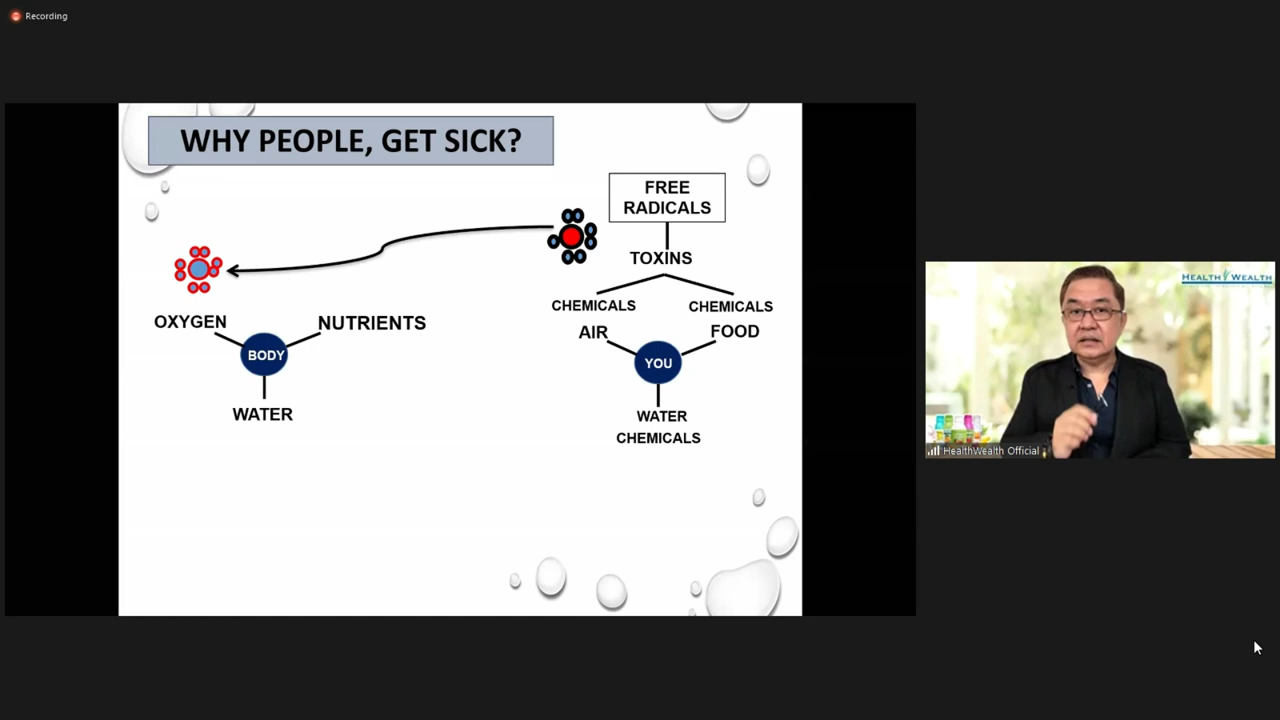 Recording
WHY PEOPLE, GET SICK?
FREE
RADICALS
TOXINS
CHEMICALS
CHEMICALS
AIR
FOOD
YOU
WATER
CHEMICALS
OXYGEN
NUTRIENTS
BODY
WATER
HEALTH WEALTH
HealthWealth Official